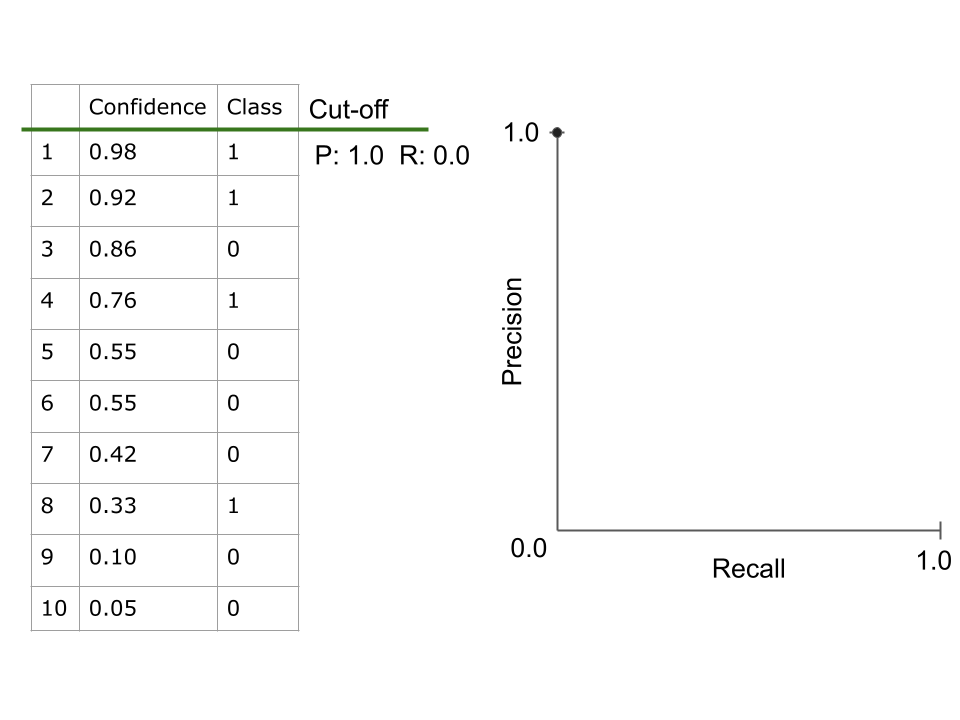 Confidence Class Cut-off
1 0.98 1 P: 1.0 R: 0.0
2 0.92 1
3 0.86 0
4 0.76 1
5 0.55 0
6 0.55 0
7 0.42 0
8 0.33 1
9 0.10 0
10 0.05 0
1.0
Precision
0.0
Recall
1.0